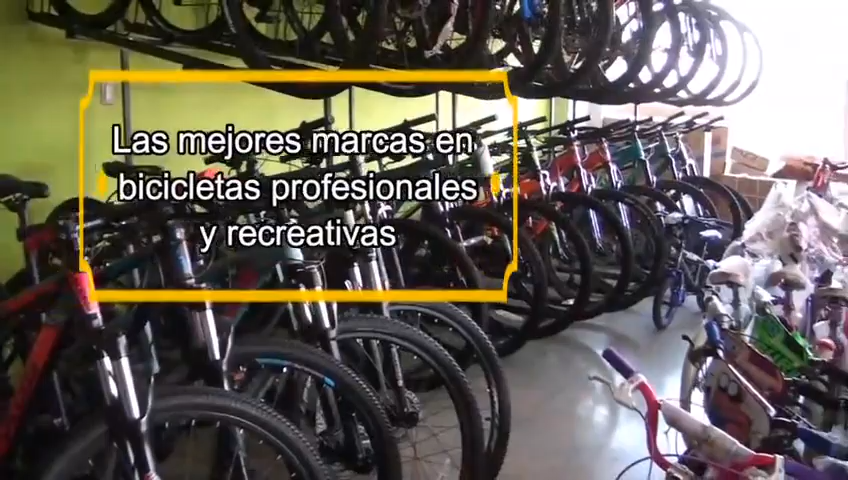 Las mejores marcas en
bicicletas profesionales
y recreativas